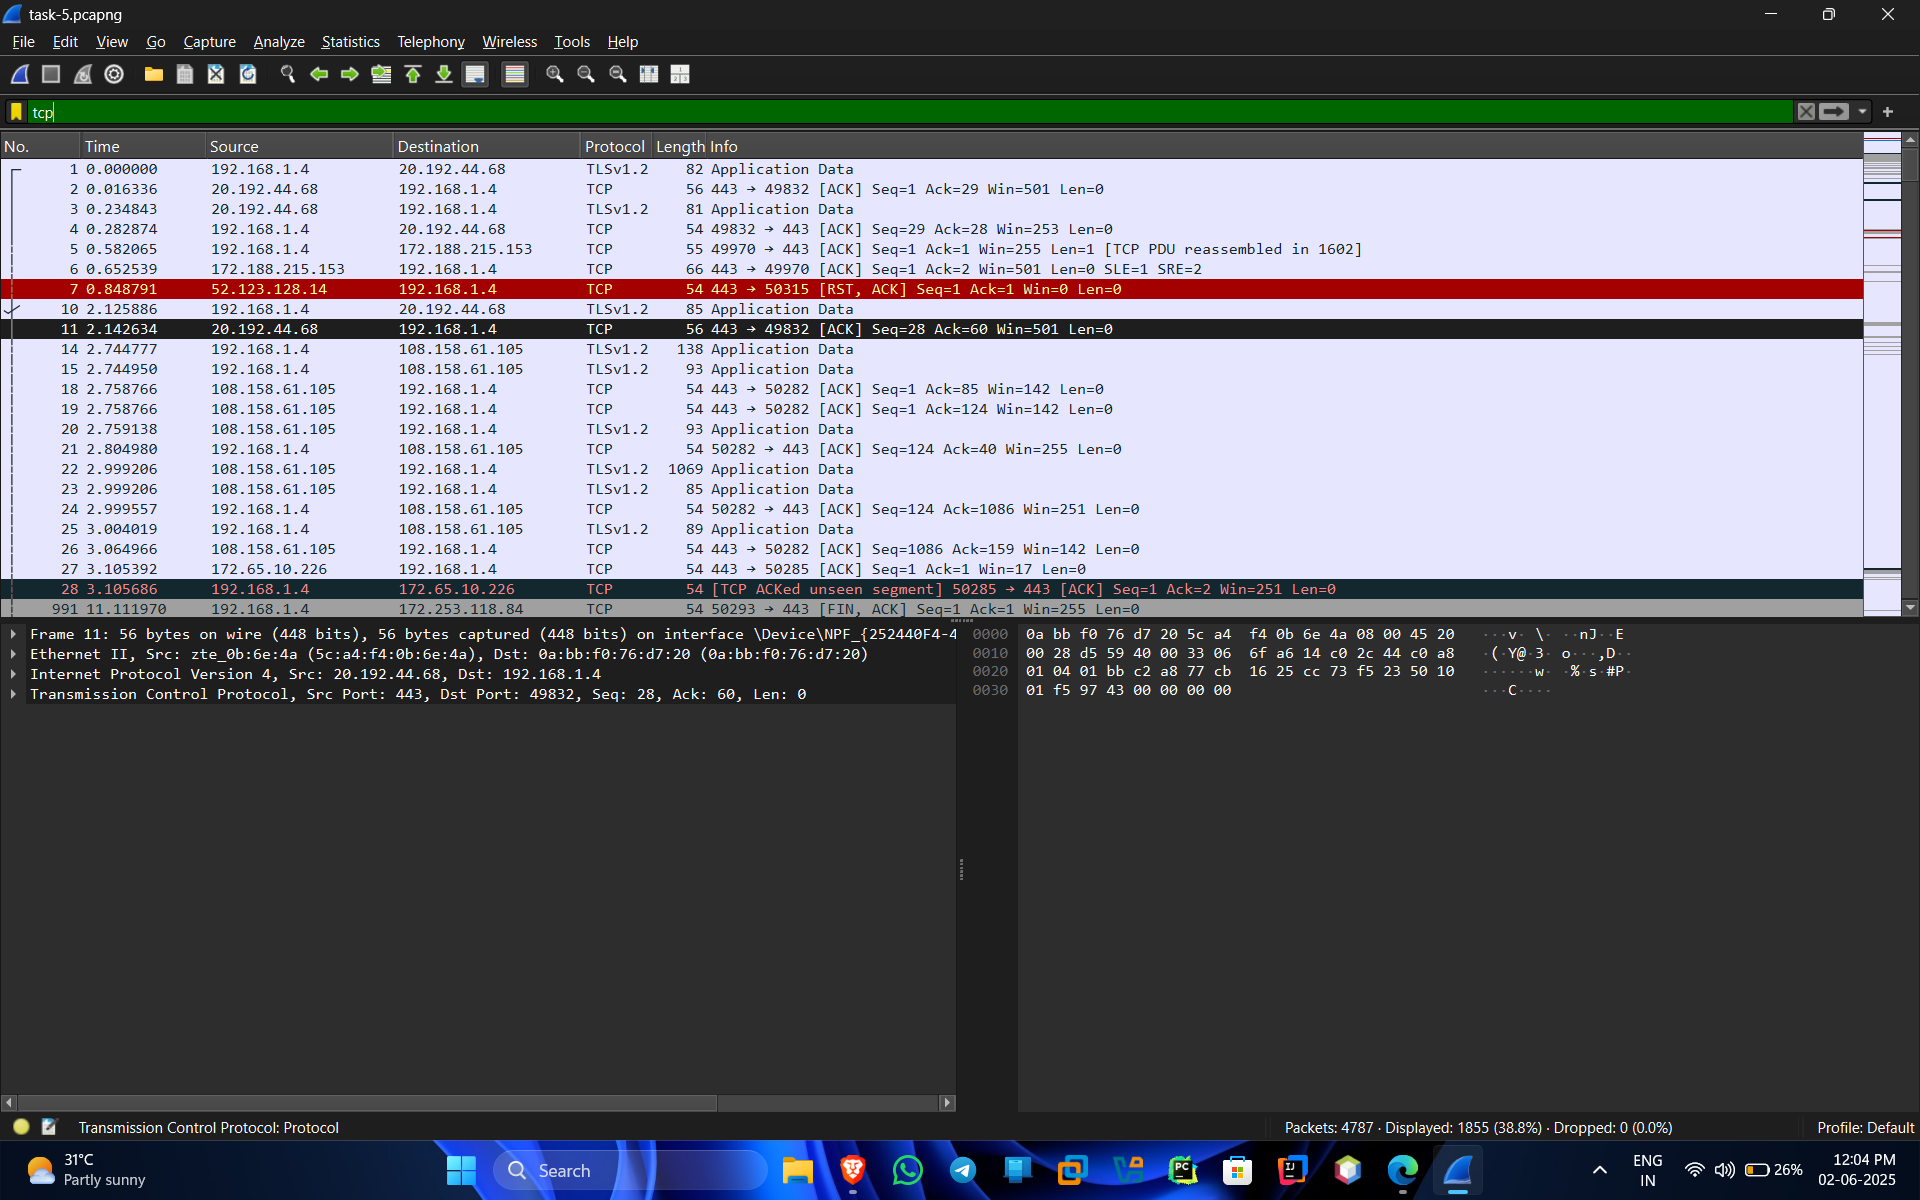 task-5.pcapng
File Edit View Go Capture Analyze Statistics Telephony Wireless Tools Help
tcp
No. Time Source Destination Protocol Length Info
1 0.000000 192.168.1.4 20.192.44.68 TLSv1.2 82 Application Data
2 0.016336 20.192.44.68 192.168.1.4 TCP 56 443 → 49832 [ACK] Seq=1 Ack=29 Win=501 Len=0
3 0.234843 20.192.44.68 192.168.1.4 TLSv1.2 81 Application Data
4 0.282874 192.168.1.4 20.192.44.68 TCP 54 49832 → 443 [ACK] Seq=29 Ack=28 Win=253 Len=0
5 0.582065 192.168.1.4 172.188.215.153 TCP 55 49970 → 443 [ACK] Seq=1 Ack=1 Win=255 Len=1 [TCP PDU reassembled in 1602]
6 0.652539 172.188.215.153 192.168.1.4 TCP 66 443 → 49970 [ACK] Seq=1 Ack=2 Win=501 Len=0 SLE=1 SRE=2
7 0.848791 52.123.128.14 192.168.1.4 TCP 54 443 → 50315 [RST, ACK] Seq=1 Ack=1 Win=0 Len=0
10 2.125886 192.168.1.4 20.192.44.68 TLSv1.2 85 Application Data
11 2.142634 20.192.44.68 192.168.1.4 TCP 56 443 → 49832 [ACK] Seq=28 Ack=60 Win=501 Len=0
14 2.744777 192.168.1.4 108.158.61.105 TLSv1.2 138 Application Data
15 2.744950 192.168.1.4 108.158.61.105 TLSv1.2 93 Application Data
18 2.758766 108.158.61.105 192.168.1.4 TCP 54 443 → 50282 [ACK] Seq=1 Ack=85 Win=142 Len=0
19 2.758766 108.158.61.105 192.168.1.4 TCP 54 443 → 50282 [ACK] Seq=1 Ack=124 Win=142 Len=0
20 2.759138 108.158.61.105 192.168.1.4 TLSv1.2 93 Application Data
21 2.804980 192.168.1.4 108.158.61.105 TCP 54 50282 → 443 [ACK] Seq=124 Ack=40 Win=255 Len=0
22 2.999206 108.158.61.105 192.168.1.4 TLSv1.2 1069 Application Data
23 2.999206 108.158.61.105 192.168.1.4 TLSv1.2 85 Application Data
24 2.999557 192.168.1.4 108.158.61.105 TCP 54 50282 → 443 [ACK] Seq=124 Ack=1086 Win=251 Len=0
25 3.004019 192.168.1.4 108.158.61.105 TLSv1.2 89 Application Data
26 3.064966 108.158.61.105 192.168.1.4 TCP 54 443 → 50282 [ACK] Seq=1086 Ack=159 Win=142 Len=0
27 3.105392 172.65.10.226 192.168.1.4 TCP 54 443 → 50285 [ACK] Seq=1 Ack=1 Win=17 Len=0
28 3.105686 192.168.1.4 172.65.10.226 TCP 54 [TCP ACKed unseen segment] 50285 → 443 [ACK] Seq=1 Ack=2 Win=251 Len=0
991 11.111970 192.168.1.4 172.253.118.84 TCP 54 50293 → 443 [FIN, ACK] Seq=1 Ack=1 Win=255 Len=0
Frame 11: 56 bytes on wire (448 bits), 56 bytes captured (448 bits) on interface \Device\NPF_{252440F4-4
Ethernet II, Src: zte_0b:6e:4a (5c:a4:f4:0b:6e:4a), Dst: 0a:bb:f0:76:d7:20 (0a:bb:f0:76:d7:20)
Internet Protocol Version 4, Src: 20.192.44.68, Dst: 192.168.1.4
Transmission Control Protocol, Src Port: 443, Dst Port: 49832, Seq: 28, Ack: 60, Len: 0
0000 0a bb f0 76 d7 20 5c a4 f4 0b 6e 4a 08 00 45 20 ···v· \· ··nJ··E
0010 00 28 d5 59 40 00 33 06 6f a6 14 c0 2c 44 c0 a8 ·(·Y@·3· o···,D··
0020 01 04 01 bb c2 a8 77 cb 16 25 cc 73 f5 23 50 10 ······w· ·%·s·#P·
0030 01 f5 97 43 00 00 00 00 ···C····
Transmission Control Protocol: Protocol
Packets: 4787 · Displayed: 1855 (38.8%) · Dropped: 0 (0.0%)
Profile: Default
31°C
Partly sunny
Search
PC
IJ
ENG
IN
26%
12:04 PM
02-06-2025